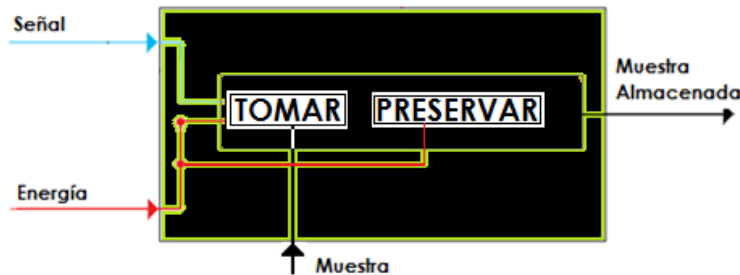 Señal
TOMAR
PRESERVAR
Muestra
Almacenada
Energía
Muestra